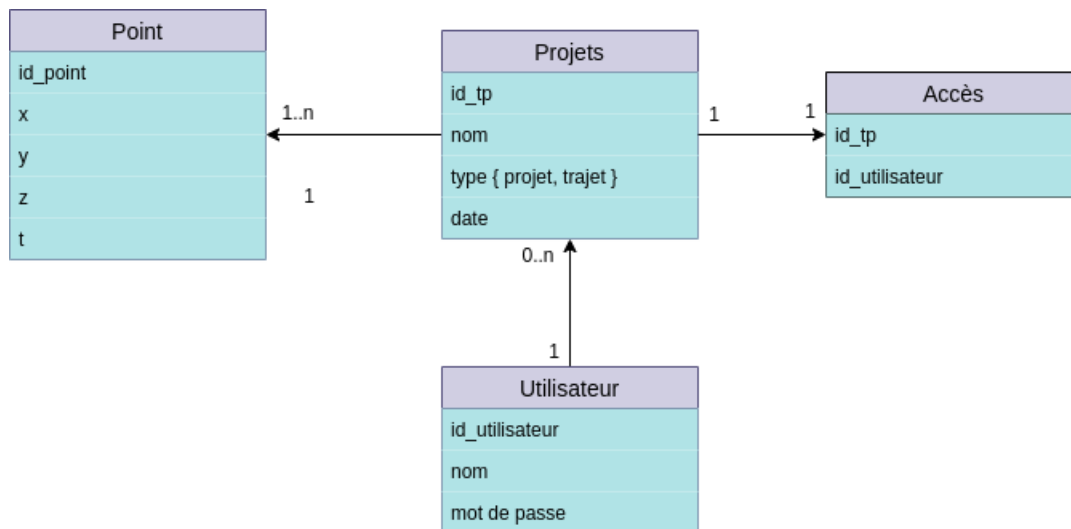 Point
id_point
x
y
z
t
1..n
1
Projets
id_tp
nom
type { projet, trajet }
date
1
1
Accès
id_tp
id_utilisateur
0..n
1
Utilisateur
id_utilisateur
nom
mot de passe